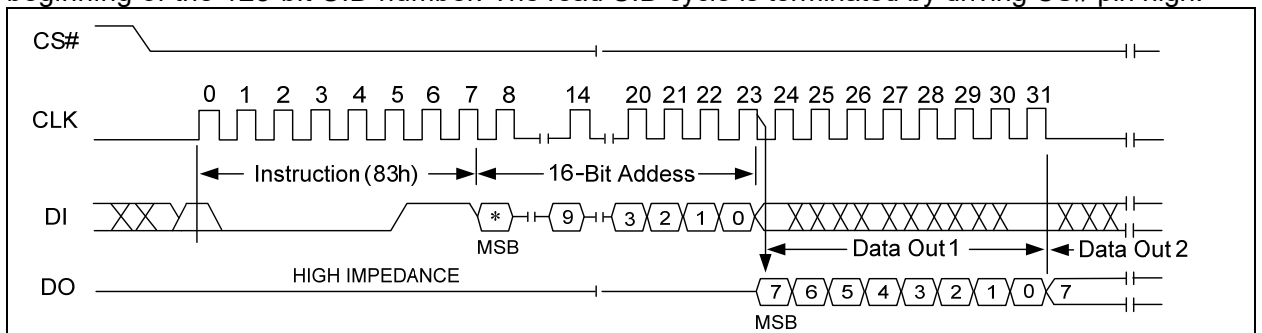 beginning of the 128-bit number. The read cycle is terminated by driving CS# pin high.
CS#
0 1 2 3 4 5 6 7 8 14 20 21 22 23 24 25 26 27 28 29 30 31
CLK
Instruction (83h) 16-Bit Addess
DI * 9 3 2 1 0
MSB Data Out 1 Data Out 2
HIGH IMPEDANCE
DO 7 6 5 4 3 2 1 0 7
MSB